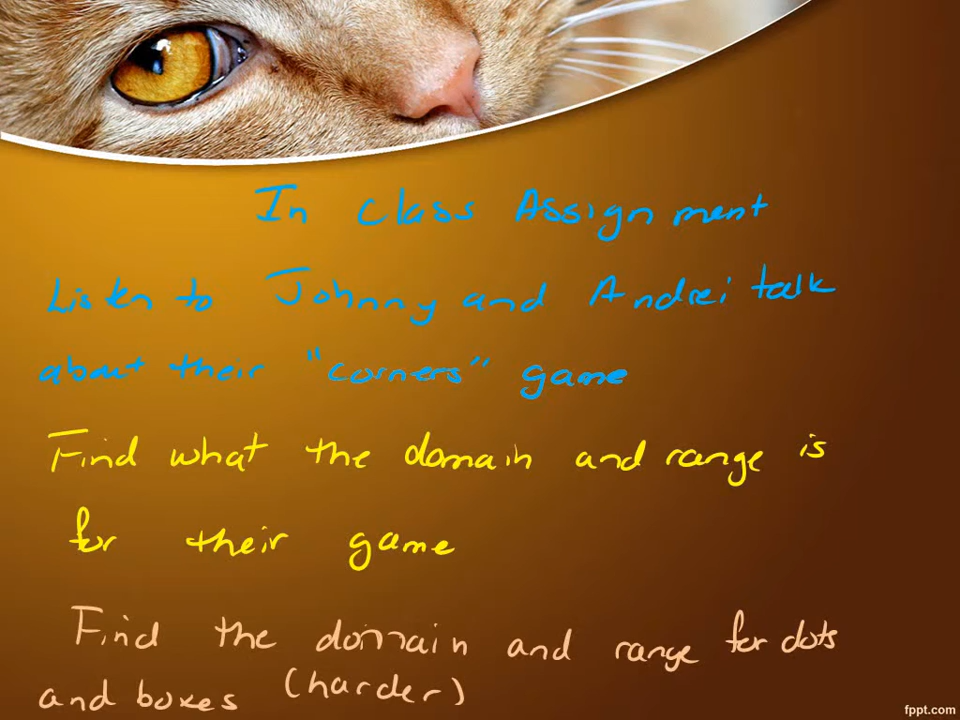 In Class Assignment
Listen to Johnny and Andrei talk
about their "corners" game
Find what the domain and range is
for their game
Find the domain and range for dots
and boxes (harder)
fppt.com